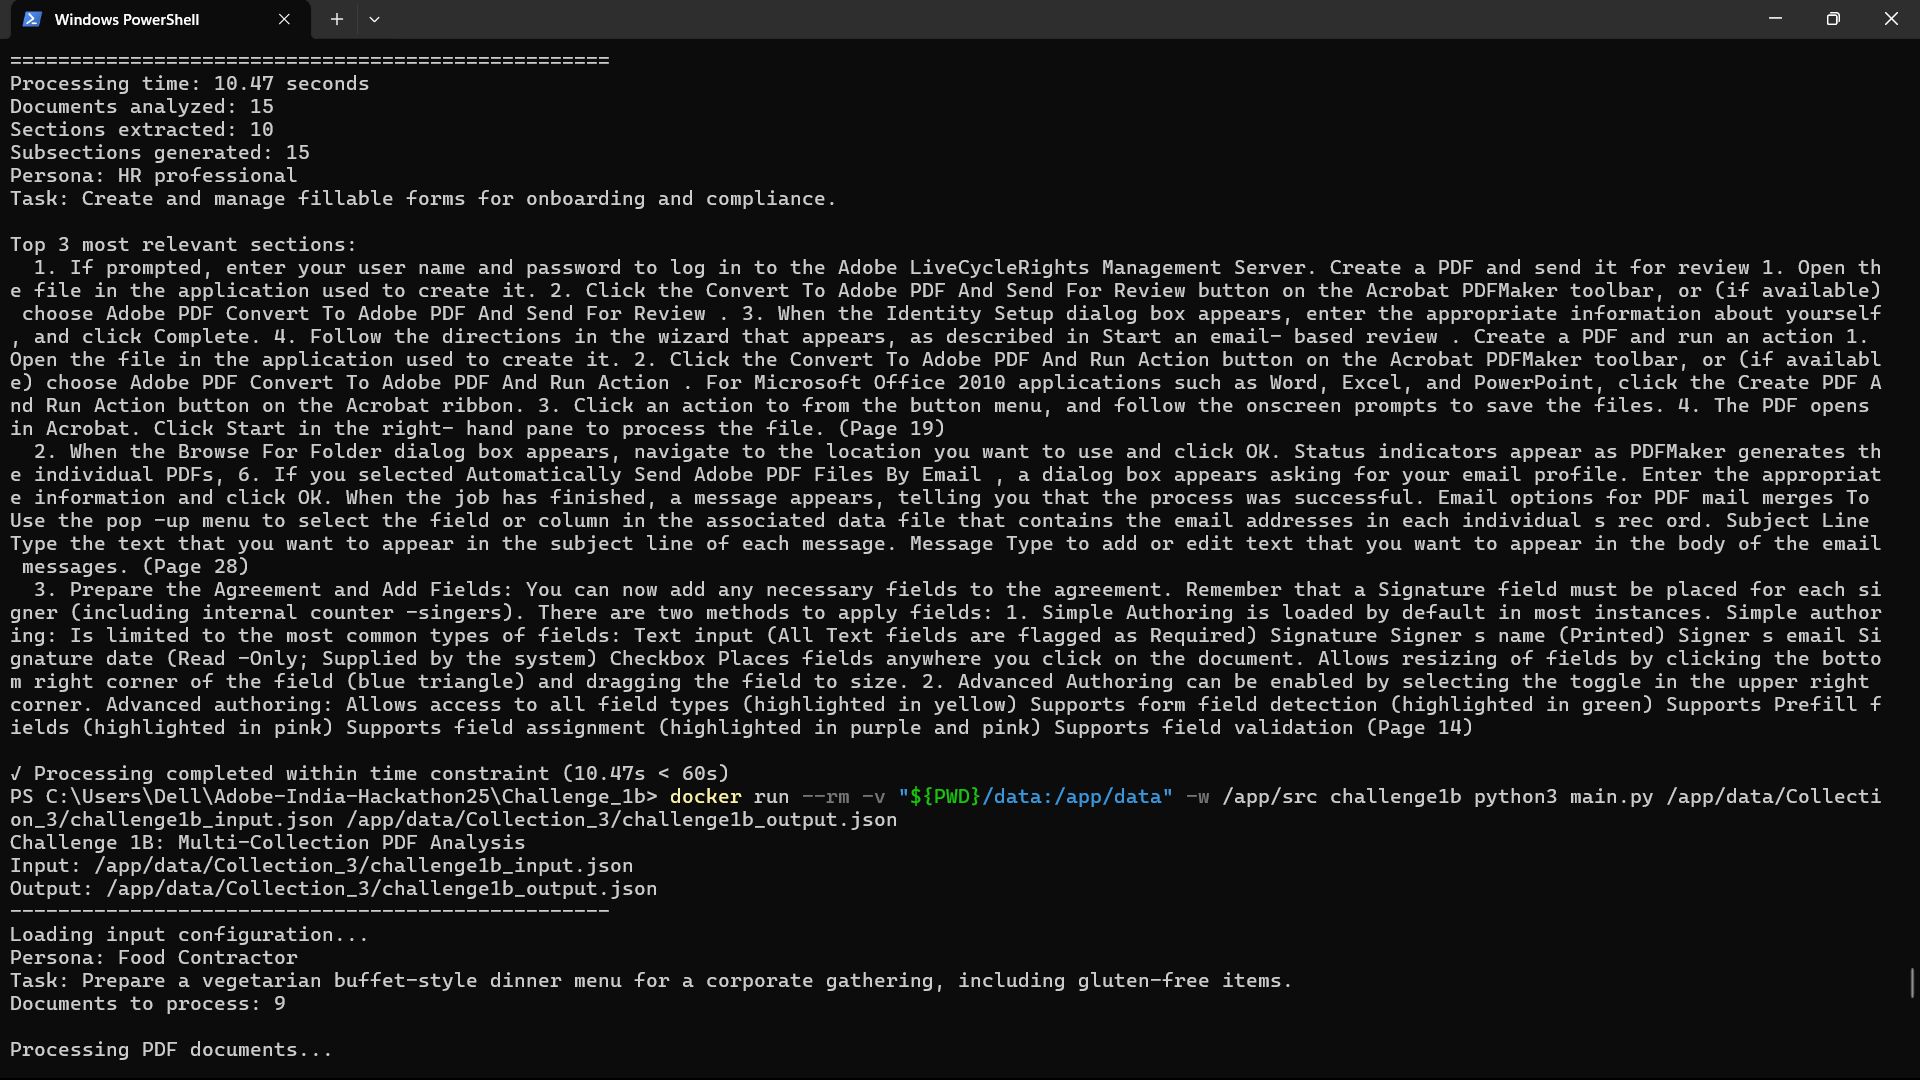 Windows PowerShell
==================================================
Processing time: 10.47 seconds
Documents analyzed: 15
Sections extracted: 10
Subsections generated: 15
Persona: HR professional
Task: Create and manage fillable forms for onboarding and compliance.
Top 3 most relevant sections:
  1. If prompted, enter your user name and password to log in to the Adobe LiveCycleRights Management Server. Create a PDF and send it for review 1. Open th
e file in the application used to create it. 2. Click the Convert To Adobe PDF And Send For Review button on the Acrobat PDFMaker toolbar, or (if available)
 choose Adobe PDF Convert To Adobe PDF And Send For Review . 3. When the Identity Setup dialog box appears, enter the appropriate information about yourself
, and click Complete. 4. Follow the directions in the wizard that appears, as described in Start an email- based review . Create a PDF and run an action 1.
Open the file in the application used to create it. 2. Click the Convert To Adobe PDF And Run Action button on the Acrobat PDFMaker toolbar, or (if availabl
e) choose Adobe PDF Convert To Adobe PDF And Run Action . For Microsoft Office 2010 applications such as Word, Excel, and PowerPoint, click the Create PDF A
nd Run Action button on the Acrobat ribbon. 3. Click an action to from the button menu, and follow the onscreen prompts to save the files. 4. The PDF opens
in Acrobat. Click Start in the right- hand pane to process the file. (Page 19)
  2. When the Browse For Folder dialog box appears, navigate to the location you want to use and click OK. Status indicators appear as PDFMaker generates th
e individual PDFs, 6. If you selected Automatically Send Adobe PDF Files By Email , a dialog box appears asking for your email profile. Enter the appropriat
e information and click OK. When the job has finished, a message appears, telling you that the process was successful. Email options for PDF mail merges To
Use the pop -up menu to select the field or column in the associated data file that contains the email addresses in each individual s rec ord. Subject Line
Type the text that you want to appear in the subject line of each message. Message Type to add or edit text that you want to appear in the body of the email
 messages. (Page 28)
  3. Prepare the Agreement and Add Fields: You can now add any necessary fields to the agreement. Remember that a Signature field must be placed for each si
gner (including internal counter -singers). There are two methods to apply fields: 1. Simple Authoring is loaded by default in most instances. Simple author
ing: Is limited to the most common types of fields: Text input (All Text fields are flagged as Required) Signature Signer s name (Printed) Signer s email Si
gnature date (Read -Only; Supplied by the system) Checkbox Places fields anywhere you click on the document. Allows resizing of fields by clicking the botto
m right corner of the field (blue triangle) and dragging the field to size. 2. Advanced Authoring can be enabled by selecting the toggle in the upper right
corner. Advanced authoring: Allows access to all field types (highlighted in yellow) Supports form field detection (highlighted in green) Supports Prefill f
ields (highlighted in pink) Supports field assignment (highlighted in purple and pink) Supports field validation (Page 14)
√ Processing completed within time constraint (10.47s < 60s)
PS C:\Users\Dell\Adobe-India-Hackathon25\Challenge_1b> docker run --rm -v "${PWD}/data:/app/data" -w /app/src challenge1b python3 main.py /app/data/Collecti
on_3/challenge1b_input.json /app/data/Collection_3/challenge1b_output.json
Challenge 1B: Multi-Collection PDF Analysis
Input: /app/data/Collection_3/challenge1b_input.json
Output: /app/data/Collection_3/challenge1b_output.json
--------------------------------------------------
Loading input configuration...
Persona: Food Contractor
Task: Prepare a vegetarian buffet-style dinner menu for a corporate gathering, including gluten-free items.
Documents to process: 9
Processing PDF documents...